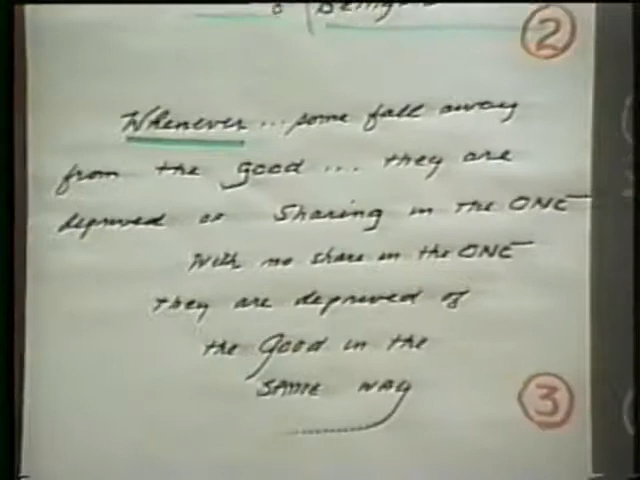 Beings
2
Whenever ... some fall away
from the good ... they are
deprived of Sharing in the ONE
With no share in the ONE
They are deprived of
the Good in the
SAME WAY
3